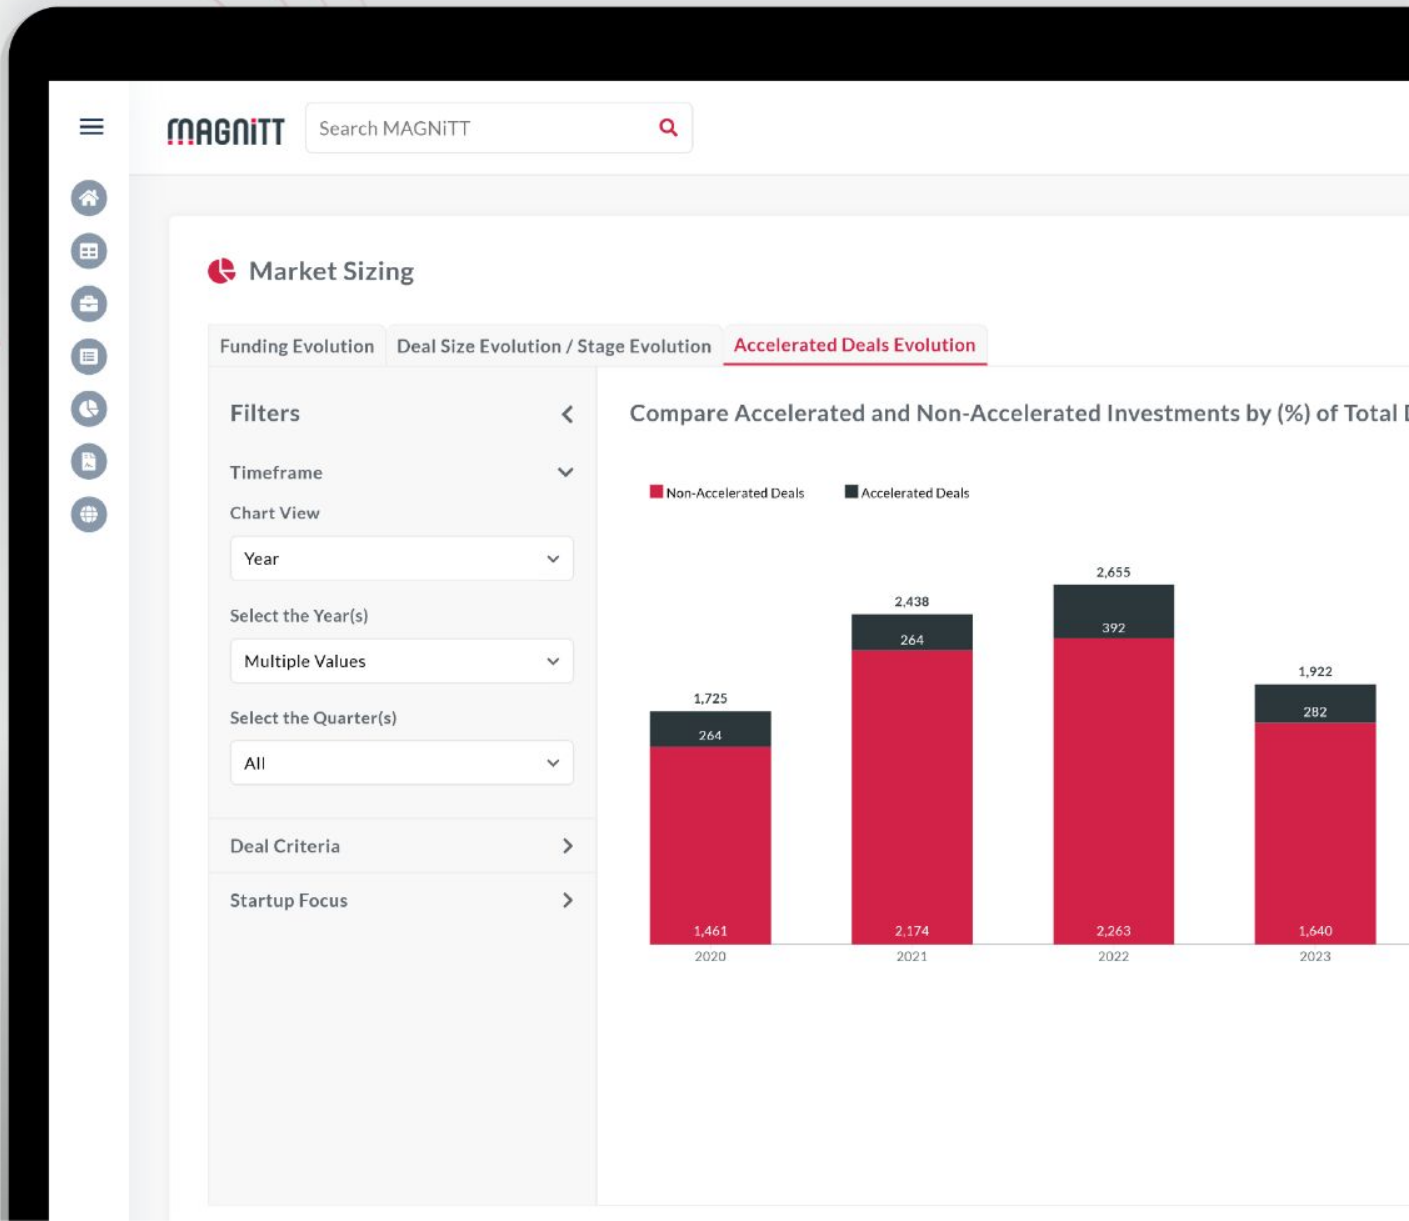 MAGNiTT
Search MAGNiTT
Market Sizing
Funding Evolution
Deal Size Evolution / Stage Evolution
Accelerated Deals Evolution
Filters
Timeframe
Chart View
Year
Select the Year(s)
Multiple Values
Select the Quarter(s)
All
Deal Criteria
Startup Focus
Compare Accelerated and Non-Accelerated Investments by (%) of Total
Non-Accelerated Deals
Accelerated Deals
1,725
264
1,461
2020
2,438
264
2,174
2021
2,655
392
2,263
2022
1,922
282
1,640
2023